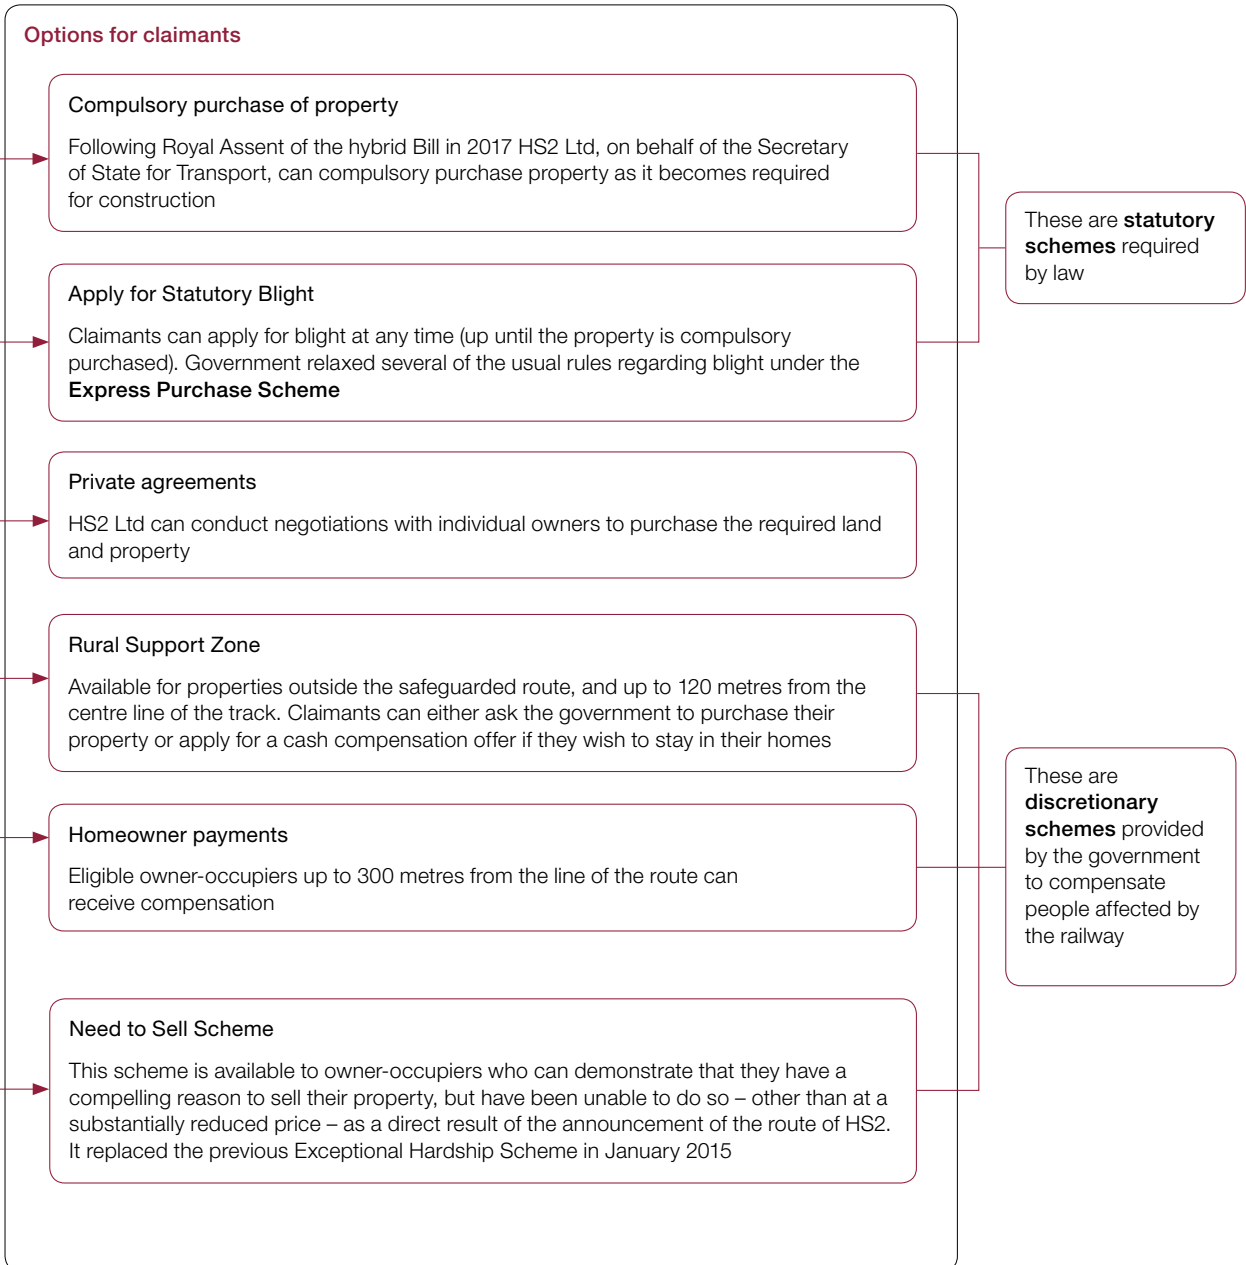 Options for claimants
Compulsory purchase of property
Following Royal Assent of the hybrid Bill in 2017 HS2 Ltd, on behalf of the Secretary
of State for Transport, can compulsory purchase property as it becomes required
for construction
Apply for Statutory Blight
Claimants can apply for blight at any time (up until the property is compulsory
purchased). Government relaxed several of the usual rules regarding blight under the
Express Purchase Scheme
These are statutory
schemes required
by law
Private agreements
HS2 Ltd can conduct negotiations with individual owners to purchase the required land
and property
Rural Support Zone
Available for properties outside the safeguarded route, and up to 120 metres from the
centre line of the track. Claimants can either ask the government to purchase their
property or apply for a cash compensation offer if they wish to stay in their homes
Homeowner payments
Eligible owner-occupiers up to 300 metres from the line of the route can
receive compensation
Need to Sell Scheme
This scheme is available to owner-occupiers who can demonstrate that they have a
compelling reason to sell their property, but have been unable to do so – other than at a
substantially reduced price – as a direct result of the announcement of the route of HS2.
It replaced the previous Exceptional Hardship Scheme in January 2015
These are
discretionary
schemes provided
by the government
to compensate
people affected by
the railway